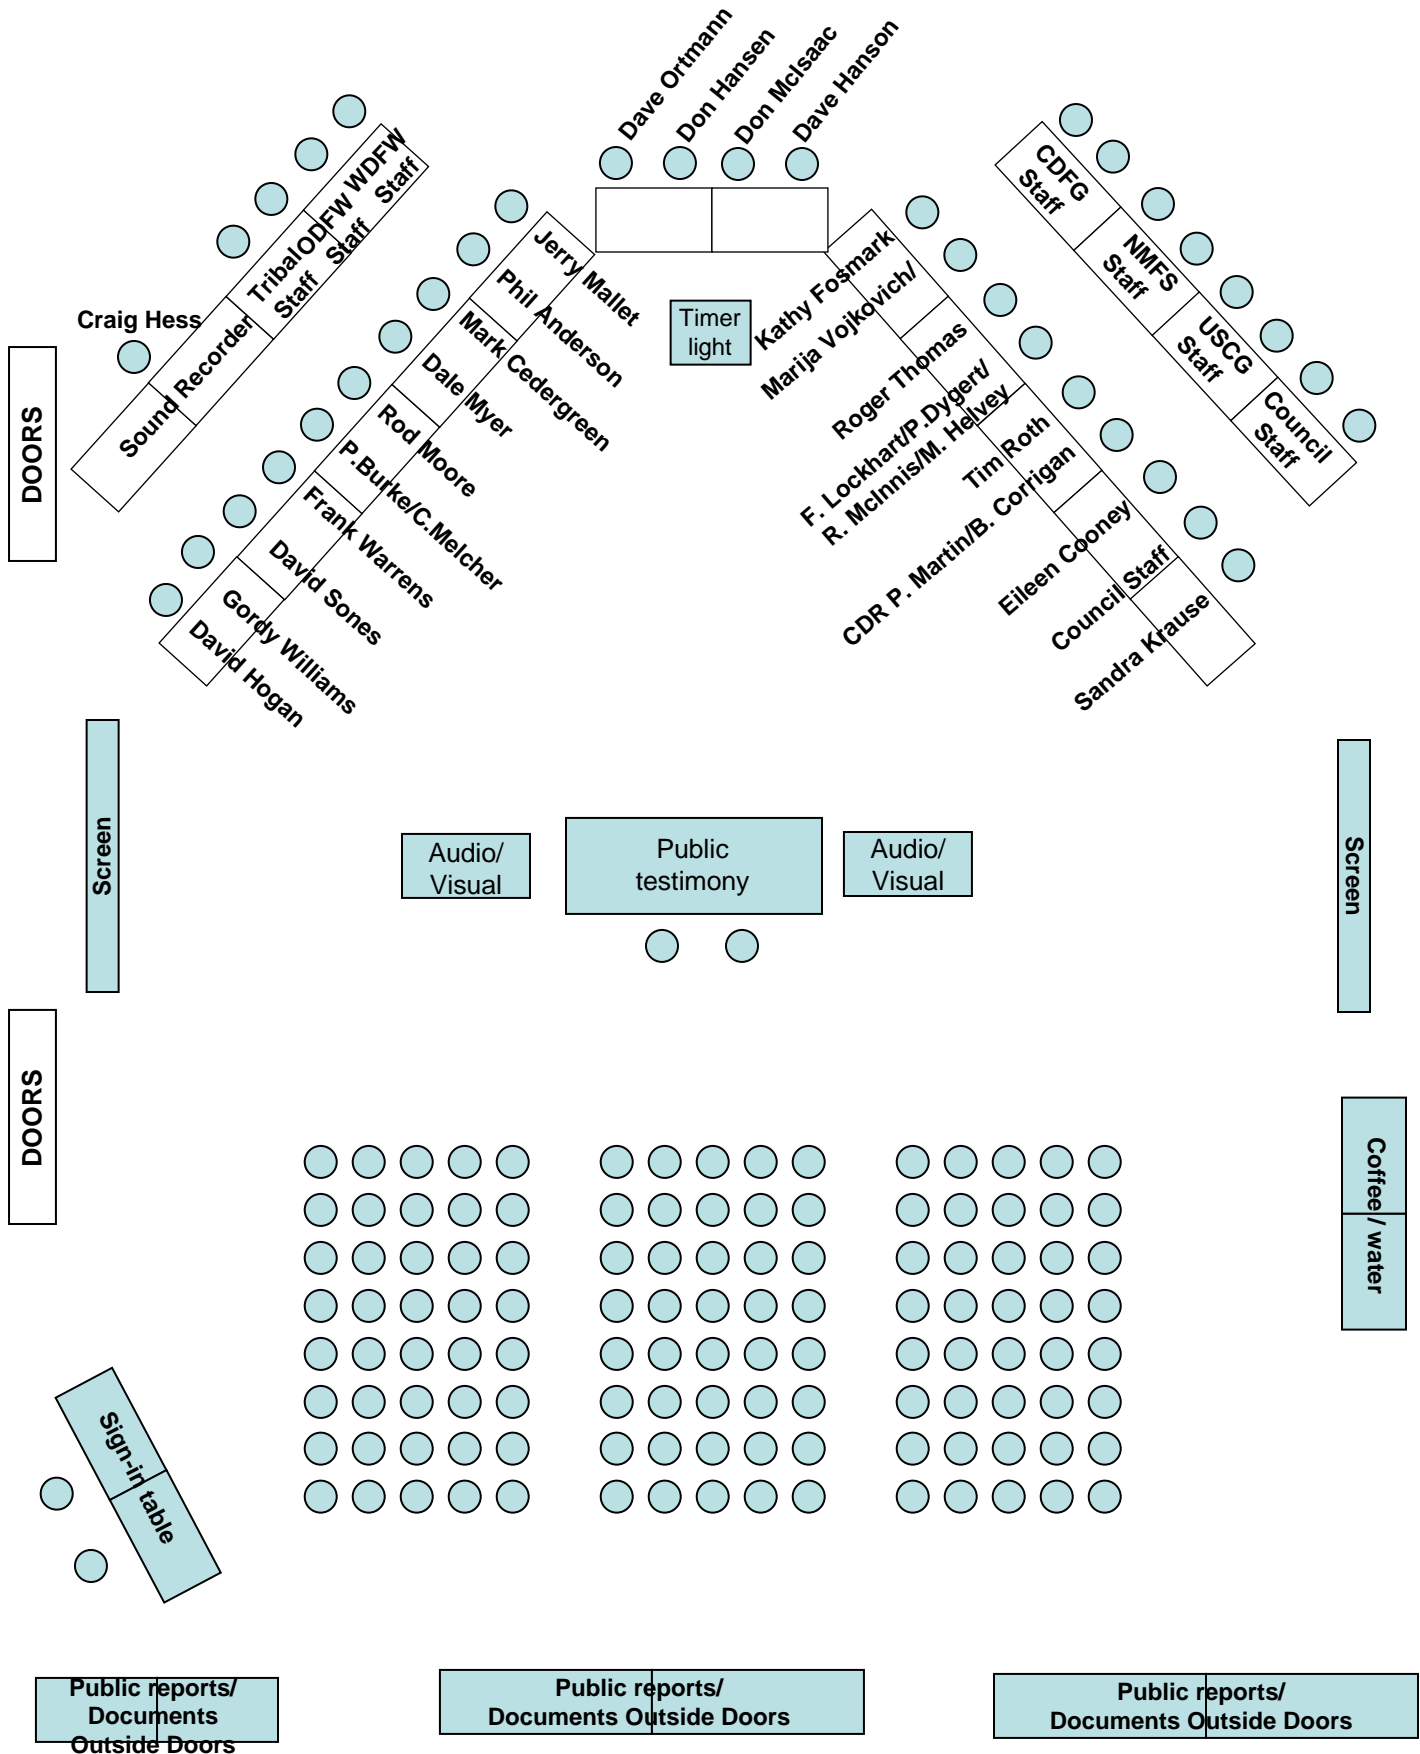 Dave Ortmann
Don Hansen
Don McIsaac
Dave Hanson
WDFW
Staff
ODFW
Staff
Tribal
Staff
Craig Hess
Sound Recorder
CDFG
Staff
NMFS
Staff
USCG
Staff
Council
Staff
Jerry Mallet
Phil Anderson
Mark Cedergreen
Dale Myer
Rod Moore
P.Burke/C.Melcher
Frank Warrens
David Sones
Gordy Williams
David Hogan
Timer
light
Kathy Fosmark
Marija Vojkovich/
Roger Thomas
F. Lockhart/P.Dygert/
R. McInnis/M. Helvey
Tim Roth
CDR P. Martin/B. Corrigan
Eileen Cooney
Council Staff
Sandra Krause
DOORS
Screen
Audio/
Visual
Public
testimony
Audio/
Visual
Screen
DOORS
Coffee / water
Sign-in table
Public reports/
Documents
Outside Doors
Public reports/
Documents Outside Doors
Public reports/
Documents Outside Doors